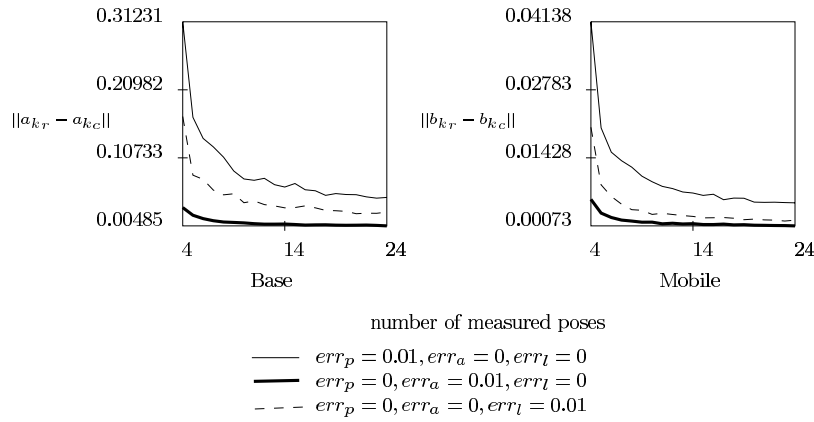 0.31231
0.20982
||a_{k_r} − a_{k_c}||
0.10733
0.00485
4
14
24
Base
0.04138
0.02783
||b_{k_r} − b_{k_c}||
0.01428
0.00073
4
14
24
Mobile
number of measured poses
err_p = 0.01, err_a = 0, err_l = 0
err_p = 0, err_a = 0.01, err_l = 0
err_p = 0, err_a = 0, err_l = 0.01